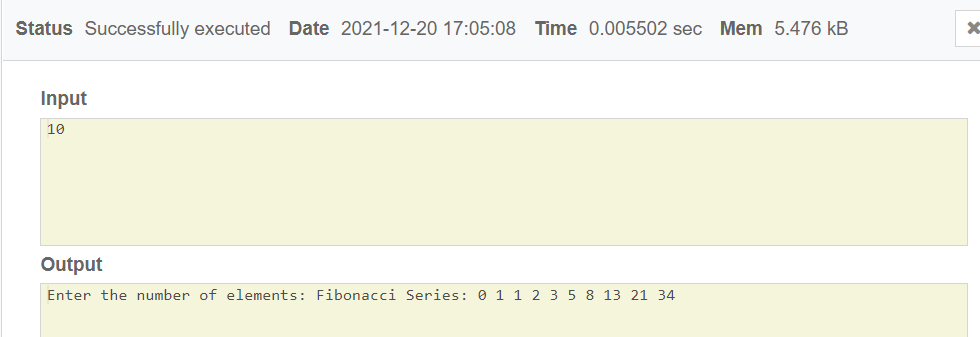 Status Successfully executed Date 2021-12-20 17:05:08 Time 0.005502 sec Mem 5.476 kB
Input
10
Output
Enter the number of elements: Fibonacci Series: 0 1 1 2 3 5 8 13 21 34